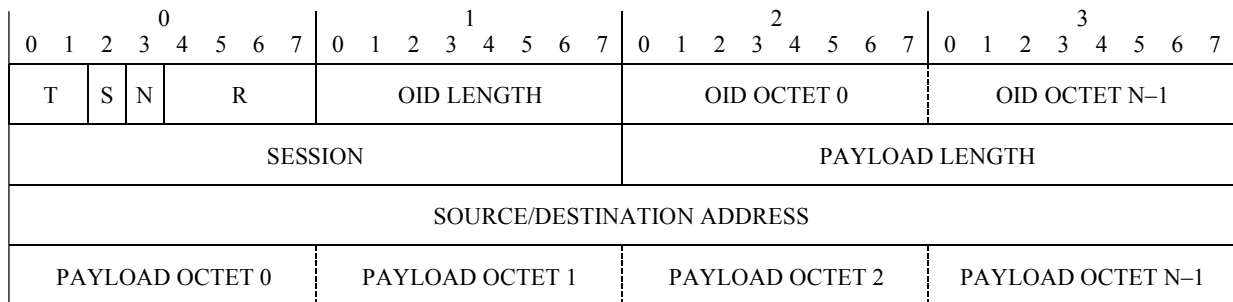 0 1 2 3
0 1 2 3 4 5 6 7 0 1 2 3 4 5 6 7 0 1 2 3 4 5 6 7 0 1 2 3 4 5 6 7
T S N R OID LENGTH OID OCTET 0 OID OCTET N–1
SESSION PAYLOAD LENGTH
SOURCE/DESTINATION ADDRESS
PAYLOAD OCTET 0 PAYLOAD OCTET 1 PAYLOAD OCTET 2 PAYLOAD OCTET N–1